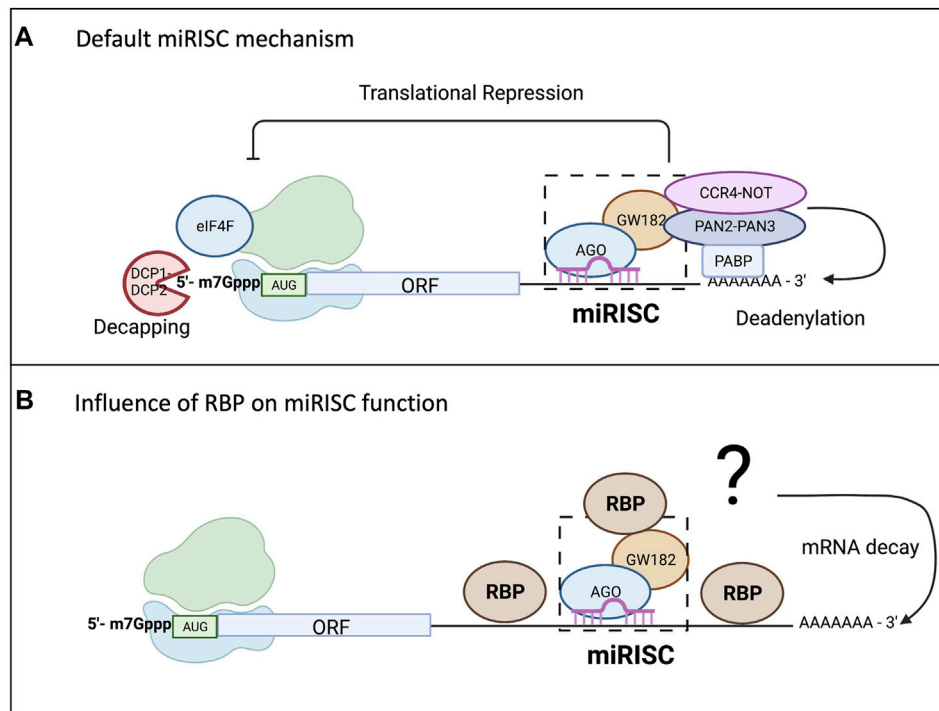 A Default miRISC mechanism
Translational Repression
CCR4-NOT
GW182
eIF4F
PAN2-PAN3
AGO
PABP
DCP1-
DCP2
5'- m7Gppp AUG ORF
AAAAAAA - 3'
miRISC
Decapping
Deadenylation
B Influence of RBP on miRISC function
?
RBP
mRNA decay
GW182
RBP
AGO
RBP
5'- m7Gppp AUG ORF
AAAAAAA - 3'
miRISC